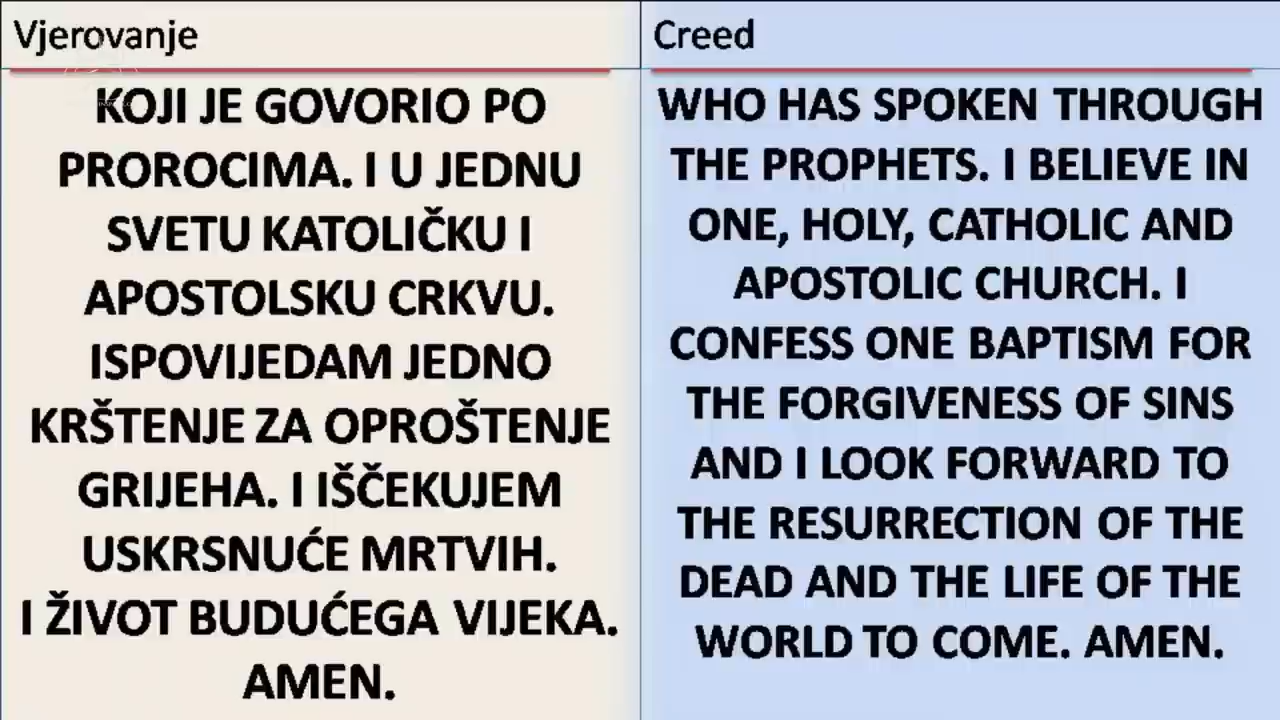 Vjerovanje
KOJI JE GOVORIO PO
PROROCIMA. I U JEDNU
SVETU KATOLIČKU I
APOSTOLSKU CRKVU.
ISPOVIJEDAM JEDNO
KRŠTENJE ZA OPROŠTENJE
GRIJEHA. I IŠČEKUJEM
USKRSNUĆE MRTVIH.
I ŽIVOT BUDUĆEGA VIJEKA.
AMEN.
Creed
WHO HAS SPOKEN THROUGH
THE PROPHETS. I BELIEVE IN
ONE, HOLY, CATHOLIC AND
APOSTOLIC CHURCH. I
CONFESS ONE BAPTISM FOR
THE FORGIVENESS OF SINS
AND I LOOK FORWARD TO
THE RESURRECTION OF THE
DEAD AND THE LIFE OF THE
WORLD TO COME. AMEN.